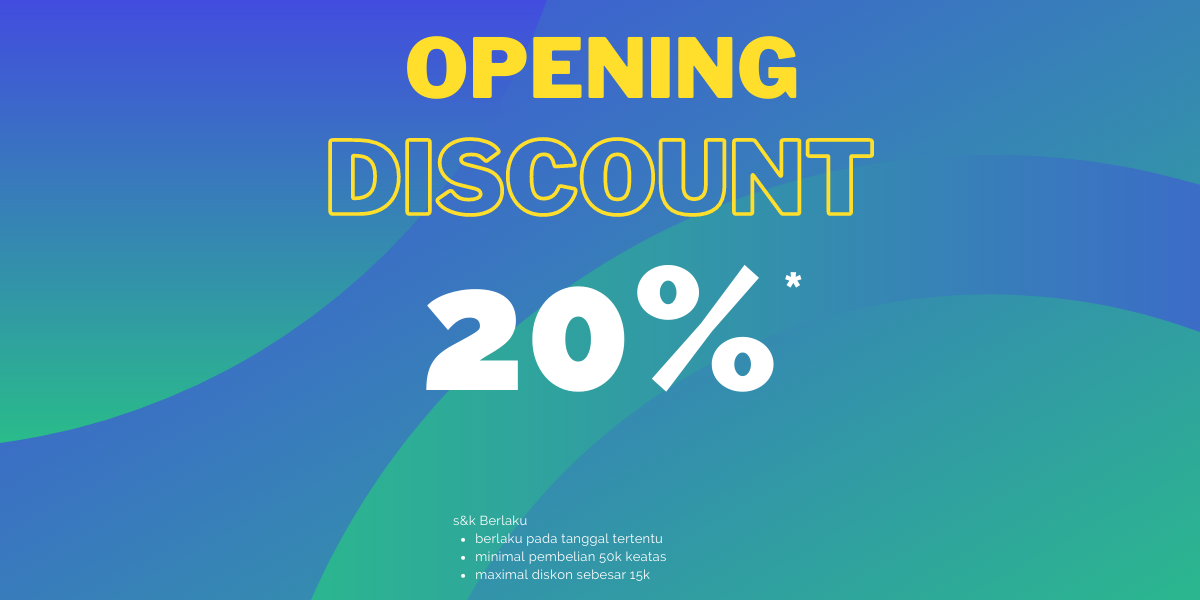 OPENING
DISCOUNT
20%*
s&k Berlaku
• berlaku pada tanggal tertentu
• minimal pembelian 50k keatas
• maximal diskon sebesar 15k